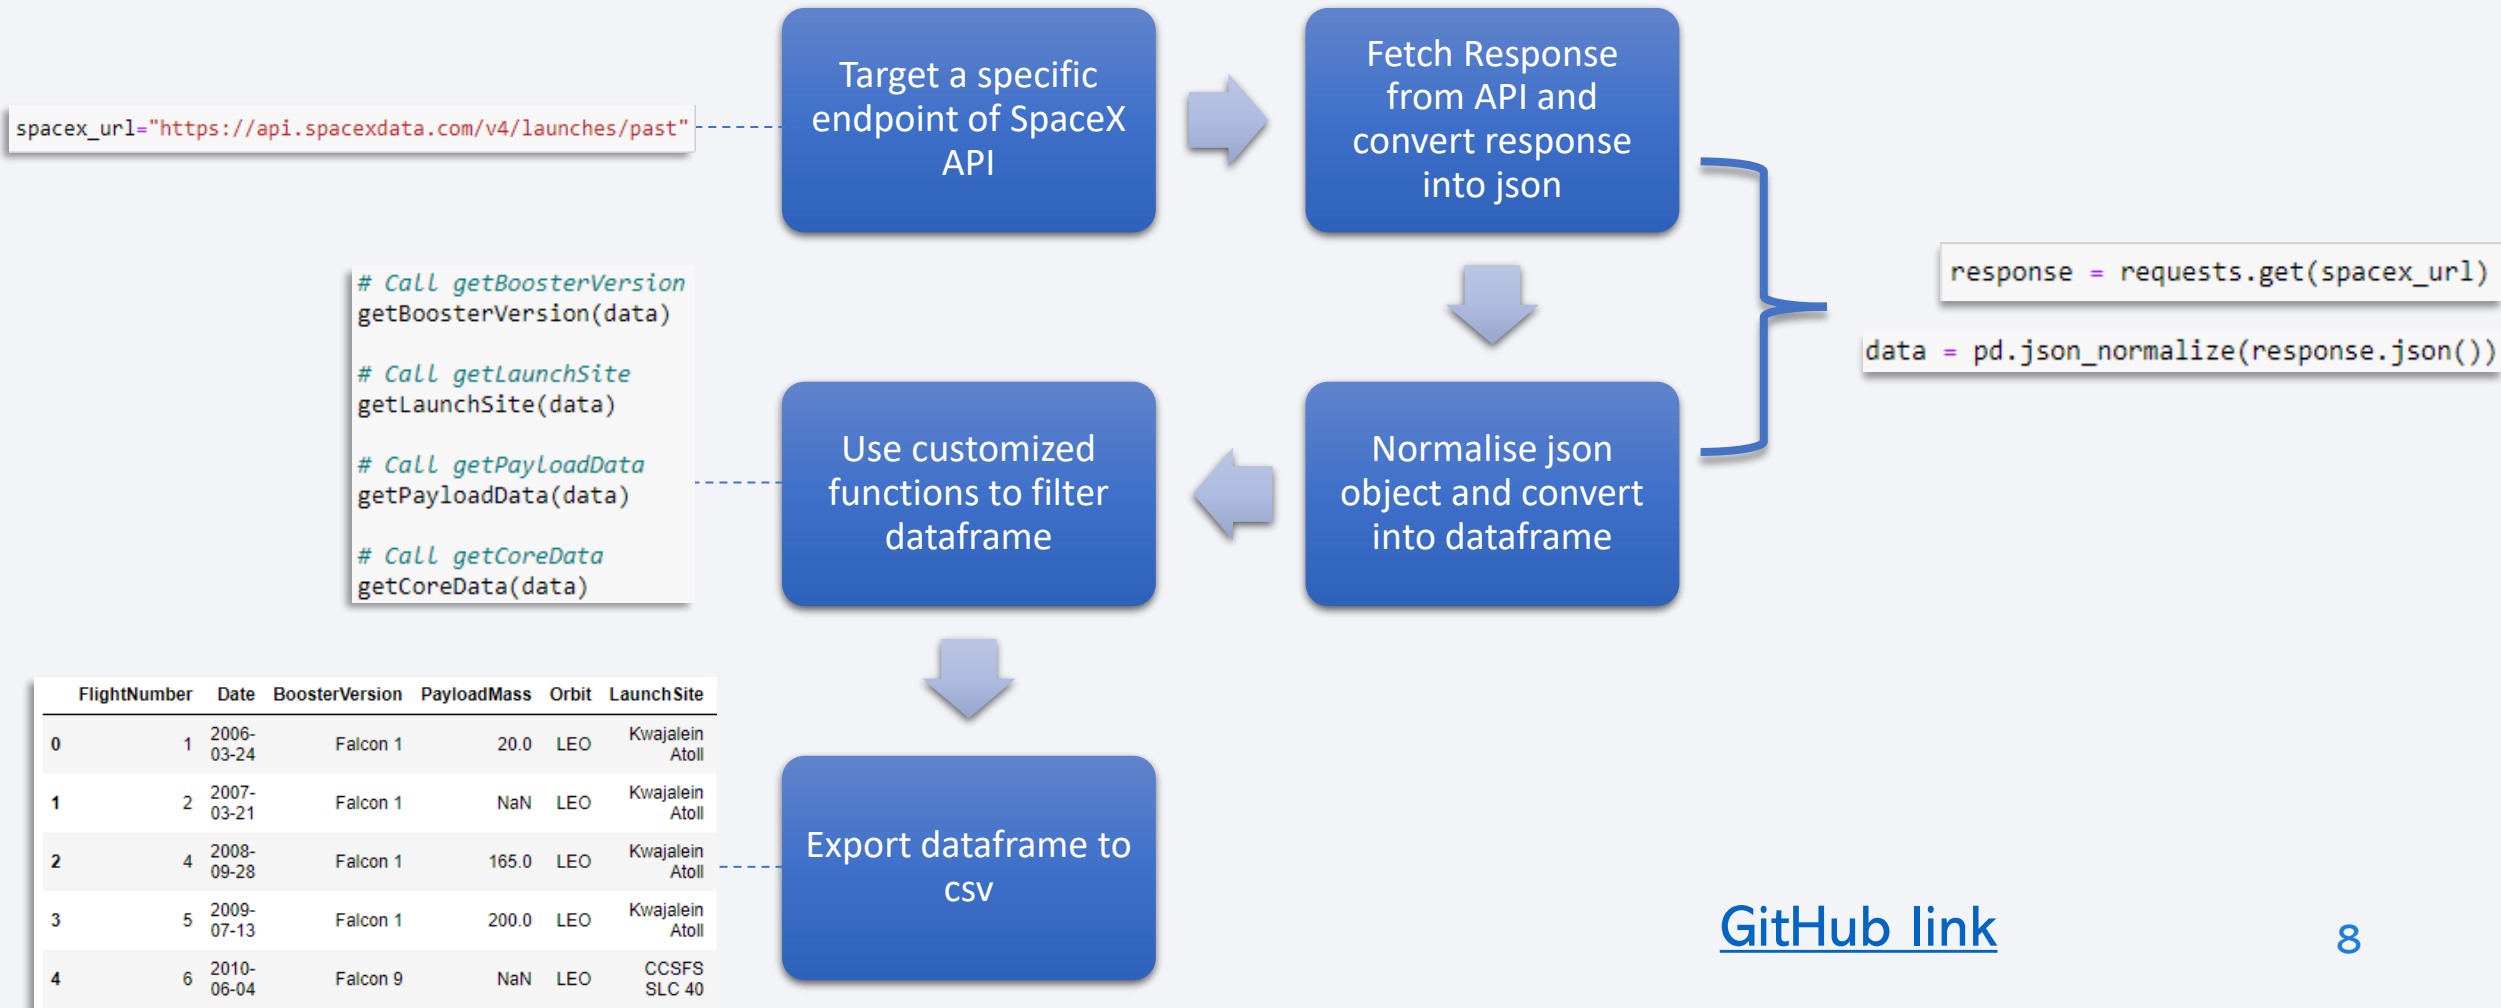 spacex_url="https://api.spacexdata.com/v4/launches/past"
Target a specific
endpoint of SpaceX
API
Fetch Response
from API and
convert response
into json
response = requests.get(spacex_url)
data = pd.json_normalize(response.json())
Normalise json
object and convert
into dataframe
Use customized
functions to filter
dataframe
# Call getBoosterVersion
getBoosterVersion(data)
# Call getLaunchSite
getLaunchSite(data)
# Call getPayloadData
getPayloadData(data)
# Call getCoreData
getCoreData(data)
Export dataframe to
csv
FlightNumber Date BoosterVersion PayloadMass Orbit LaunchSite
0 1 2006-03-24 Falcon 1 20.0 LEO Kwajalein Atoll
1 2 2007-03-21 Falcon 1 NaN LEO Kwajalein Atoll
2 4 2008-09-28 Falcon 1 165.0 LEO Kwajalein Atoll
3 5 2009-07-13 Falcon 1 200.0 LEO Kwajalein Atoll
4 6 2010-06-04 Falcon 9 NaN LEO CCSFS SLC 40
GitHub link
8